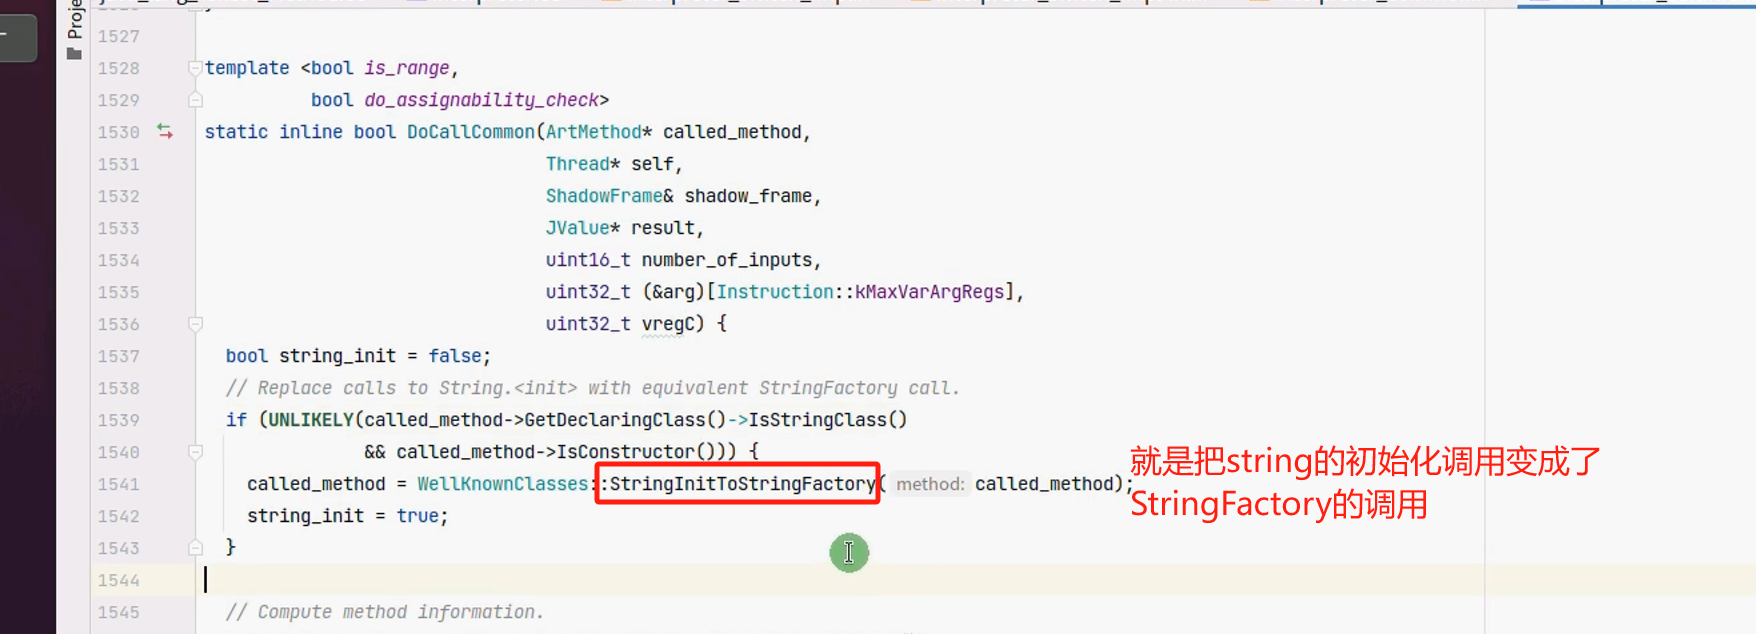 Proje
1527
1528 template <bool is_range,
1529 bool do_assignability_check>
1530 static inline bool DoCallCommon(ArtMethod* called_method,
1531 Thread* self,
1532 ShadowFrame& shadow_frame,
1533 JValue* result,
1534 uint16_t number_of_inputs,
1535 uint32_t (&arg)[Instruction::kMaxVarArgRegs],
1536 uint32_t vregC) {
1537 bool string_init = false;
1538 // Replace calls to String.<init> with equivalent StringFactory call.
1539 if (UNLIKELY(called_method->GetDeclaringClass()->IsStringClass()
1540 && called_method->IsConstructor())) {
1541 called_method = WellKnownClasses::StringInitToStringFactory( method: called_method);
1542 string_init = true;
1543 }
1544
1545 // Compute method information.
就是把string的初始化调用变成了
StringFactory的调用